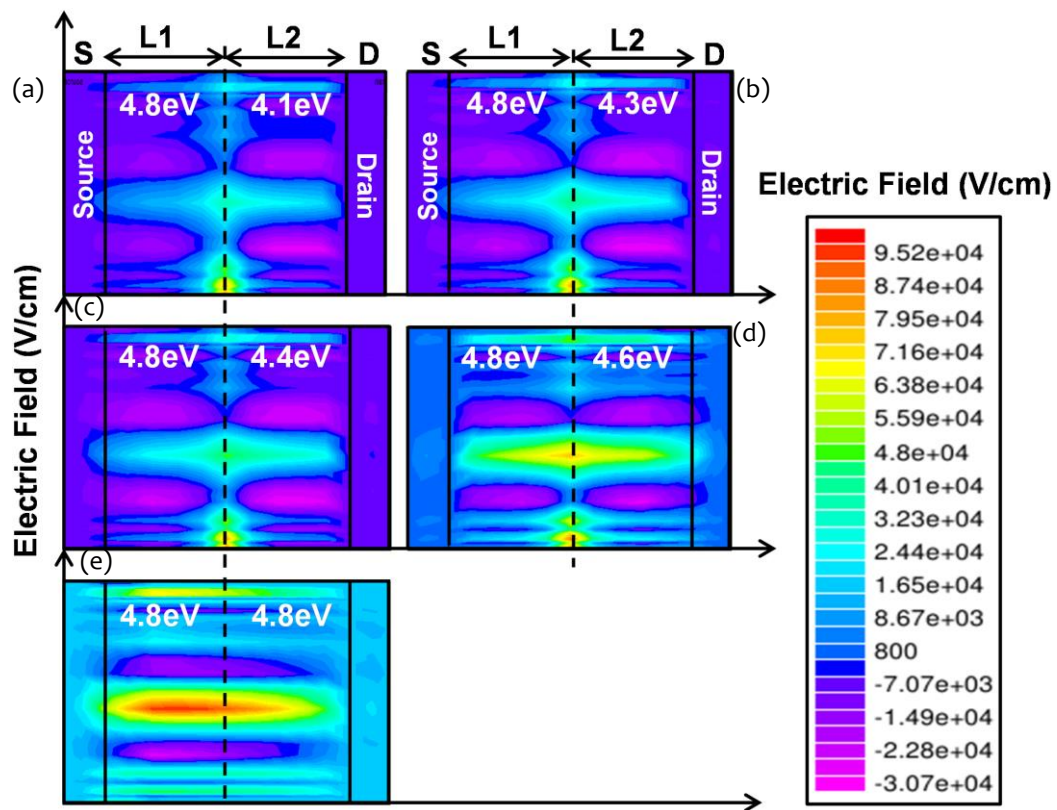 S L1 L2 D
L1 L2 D
(a)
4.8eV 4.1eV
Source
Drain
4.8eV 4.3eV
(b)
Source
Drain
Electric Field (V/cm)
(c)
4.8eV 4.4eV
4.8eV 4.6eV
(d)
(e)
4.8eV 4.8eV
Electric Field (V/cm)
9.52e+04
8.74e+04
7.95e+04
7.16e+04
6.38e+04
5.59e+04
4.8e+04
4.01e+04
3.23e+04
2.44e+04
1.65e+04
8.67e+03
800
-7.07e+03
-1.49e+04
-2.28e+04
-3.07e+04